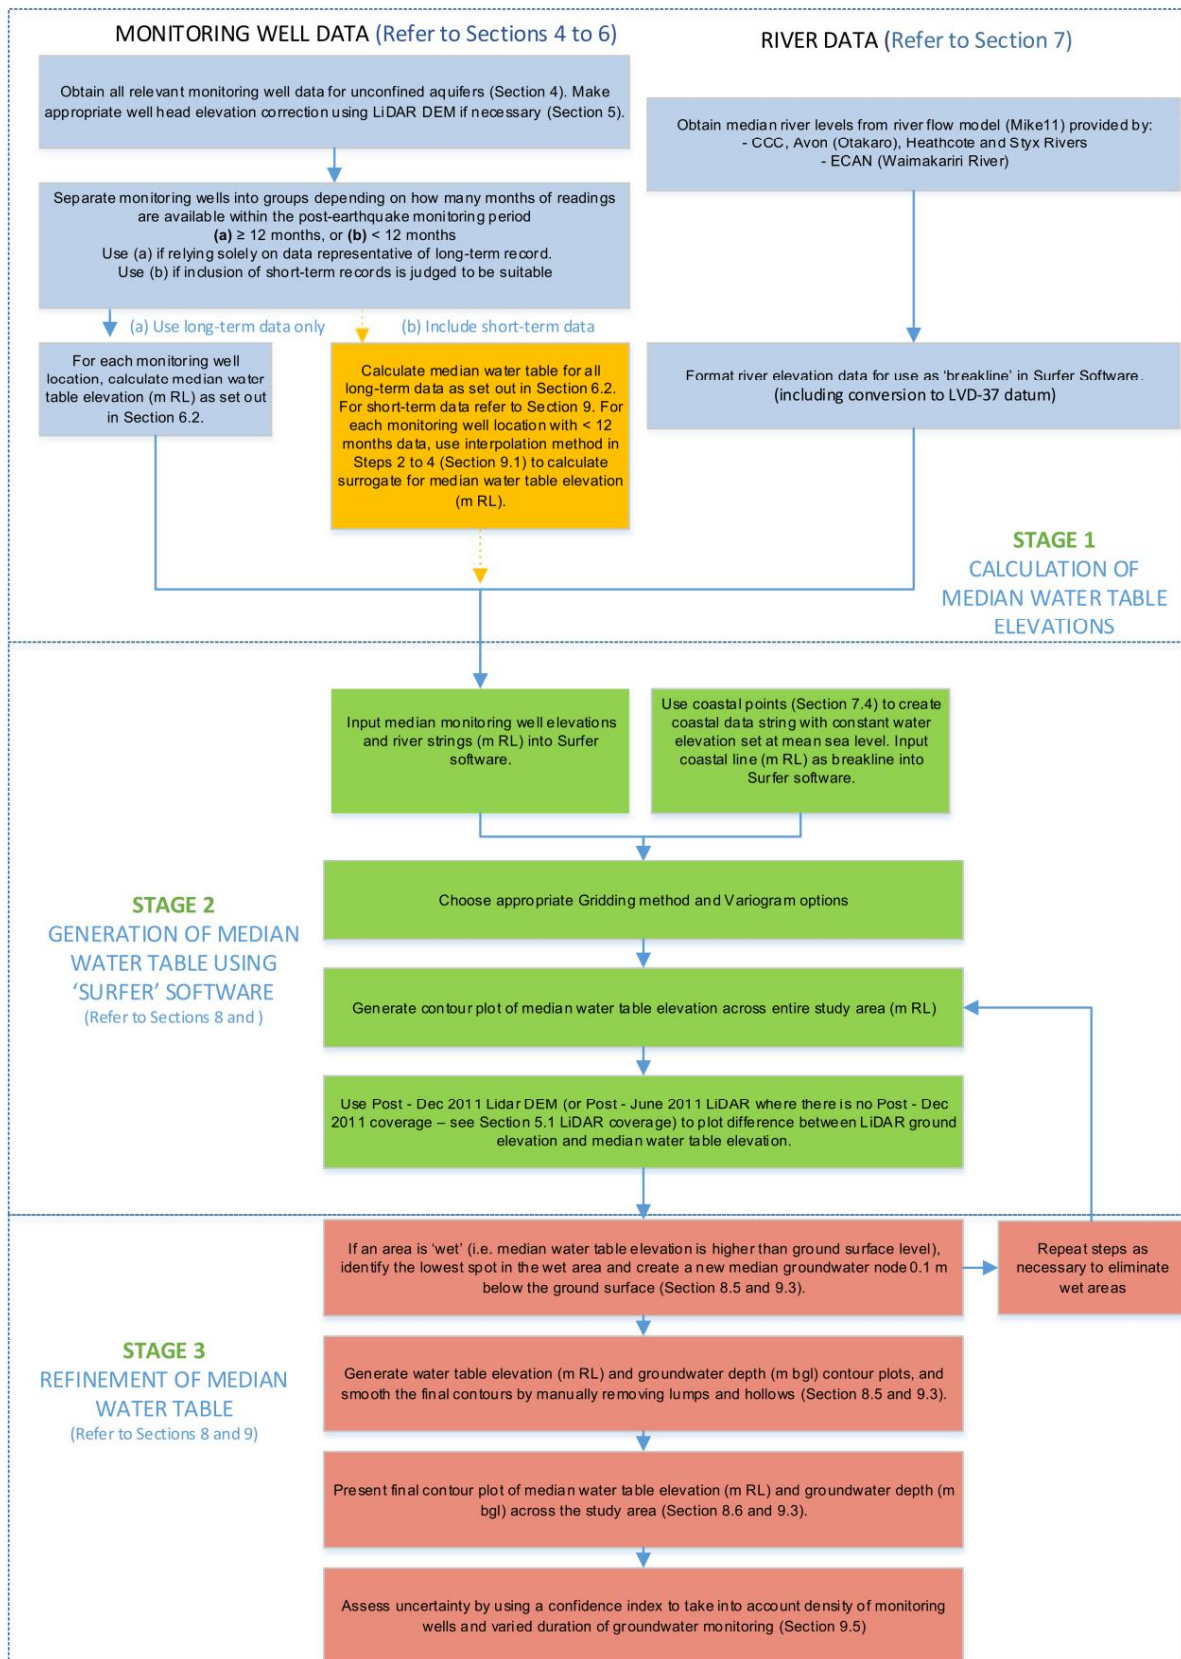 MONITORING WELL DATA (Refer to Sections 4 to 6)
Obtain all relevant monitoring well data for unconfined aquifers (Section 4). Make
appropriate well head elevation correction using LiDAR DEM if necessary (Section 5).
Separate monitoring wells into groups depending on how many months of readings
are available within the post-earthquake monitoring period
(a) ≥ 12 months, or (b) < 12 months
Use (a) if relying solely on data representative of long-term record.
Use (b) if inclusion of short-term records is judged to be suitable
(a) Use long-term data only
(b) Include short-term data
For each monitoring well
location, calculate median water
table elevation (m RL) as set out
in Section 6.2.
Calculate median water table for all
long-term data as set out in Section 6.2.
For short-term data refer to Section 9. For
each monitoring well location with < 12
months data, use interpolation method in
Steps 2 to 4 (Section 9.1) to calculate
surrogate for median water table elevation
(m RL).
RIVER DATA (Refer to Section 7)
Obtain median river levels from river flow model (Mike11) provided by:
- CCC, Avon (Otakaro), Heathcote and Styx Rivers
- ECAN (Waimakariri River)
Format river elevation data for use as ‘breakline’ in Surfer Software.
(including conversion to LVD-37 datum)
STAGE 1
CALCULATION OF
MEDIAN WATER TABLE
ELEVATIONS
Input median monitoring well elevations
and river strings (m RL) into Surfer
software.
Use coastal points (Section 7.4) to create
coastal data string with constant water
elevation set at mean sea level. Input
coastal line (m RL) as breakline into
Surfer software.
Choose appropriate Gridding method and Variogram options
STAGE 2
GENERATION OF MEDIAN
WATER TABLE USING
‘SURFER’ SOFTWARE
(Refer to Sections 8 and )
Generate contour plot of median water table elevation across entire study area (m RL)
Use Post - Dec 2011 Lidar DEM (or Post - June 2011 LiDAR where there is no Post - Dec
2011 coverage – see Section 5.1 LiDAR coverage) to plot difference between LiDAR ground
elevation and median water table elevation.
If an area is ‘wet’ (i.e. median water table elevation is higher than ground surface level),
identify the lowest spot in the wet area and create a new median groundwater node 0.1 m
below the ground surface (Section 8.5 and 9.3).
Repeat steps as
necessary to eliminate
wet areas
STAGE 3
REFINEMENT OF MEDIAN
WATER TABLE
(Refer to Sections 8 and 9)
Generate water table elevation (m RL) and groundwater depth (m bgl) contour plots, and
smooth the final contours by manually removing lumps and hollows (Section 8.5 and 9.3).
Present final contour plot of median water table elevation (m RL) and groundwater depth (m
bgl) across the study area (Section 8.6 and 9.3).
Assess uncertainty by using a confidence index to take into account density of monitoring
wells and varied duration of groundwater monitoring (Section 9.5)